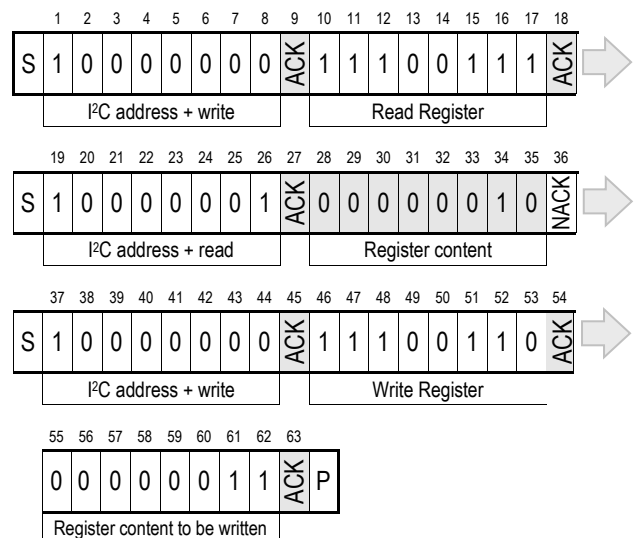 1 2 3 4 5 6 7 8 9 10 11 12 13 14 15 16 17 18
S 1 0 0 0 0 0 0 0 ACK 1 1 1 0 0 1 1 1 ACK
I²C address + write Read Register
19 20 21 22 23 24 25 26 27 28 29 30 31 32 33 34 35 36
S 1 0 0 0 0 0 0 1 ACK 0 0 0 0 0 0 1 0 NACK
I²C address + read Register content
37 38 39 40 41 42 43 44 45 46 47 48 49 50 51 52 53 54
S 1 0 0 0 0 0 0 0 ACK 1 1 1 0 0 1 1 0 ACK
I²C address + write Write Register
55 56 57 58 59 60 61 62 63
0 0 0 0 0 0 1 1 ACK P
Register content to be written